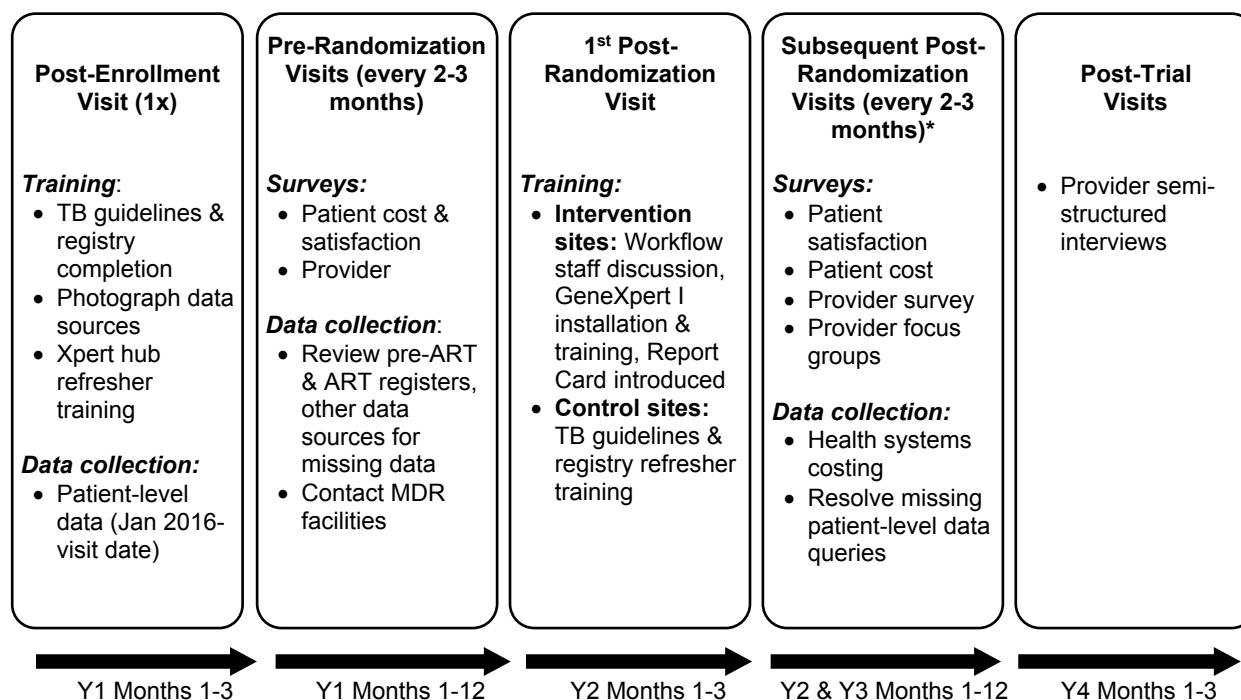 Post-Enrollment
Visit (1x)
Training:
• TB guidelines &
registry
completion
• Photograph data
sources
• Xpert hub
refresher
training
Data collection:
• Patient-level
data (Jan 2016-
visit date)
Pre-Randomization
Visits (every 2-3
months)
Surveys:
• Patient cost &
satisfaction
• Provider
Data collection:
• Review pre-ART
& ART registers,
other data
sources for
missing data
• Contact MDR
facilities
1st Post-
Randomization
Visit
Training:
• Intervention
sites: Workflow
staff discussion,
GeneXpert I
installation &
training, Report
Card introduced
• Control sites:
TB guidelines &
registry refresher
training
Subsequent Post-
Randomization
Visits (every 2-3
months)*
Surveys:
• Patient
satisfaction
• Patient cost
• Provider survey
• Provider focus
groups
Data collection:
• Health systems
costing
• Resolve missing
patient-level data
queries
Post-Trial
Visits
• Provider semi-
structured
interviews
Y1 Months 1-3
Y1 Months 1-12
Y2 Months 1-3
Y2 & Y3 Months 1-12
Y4 Months 1-3